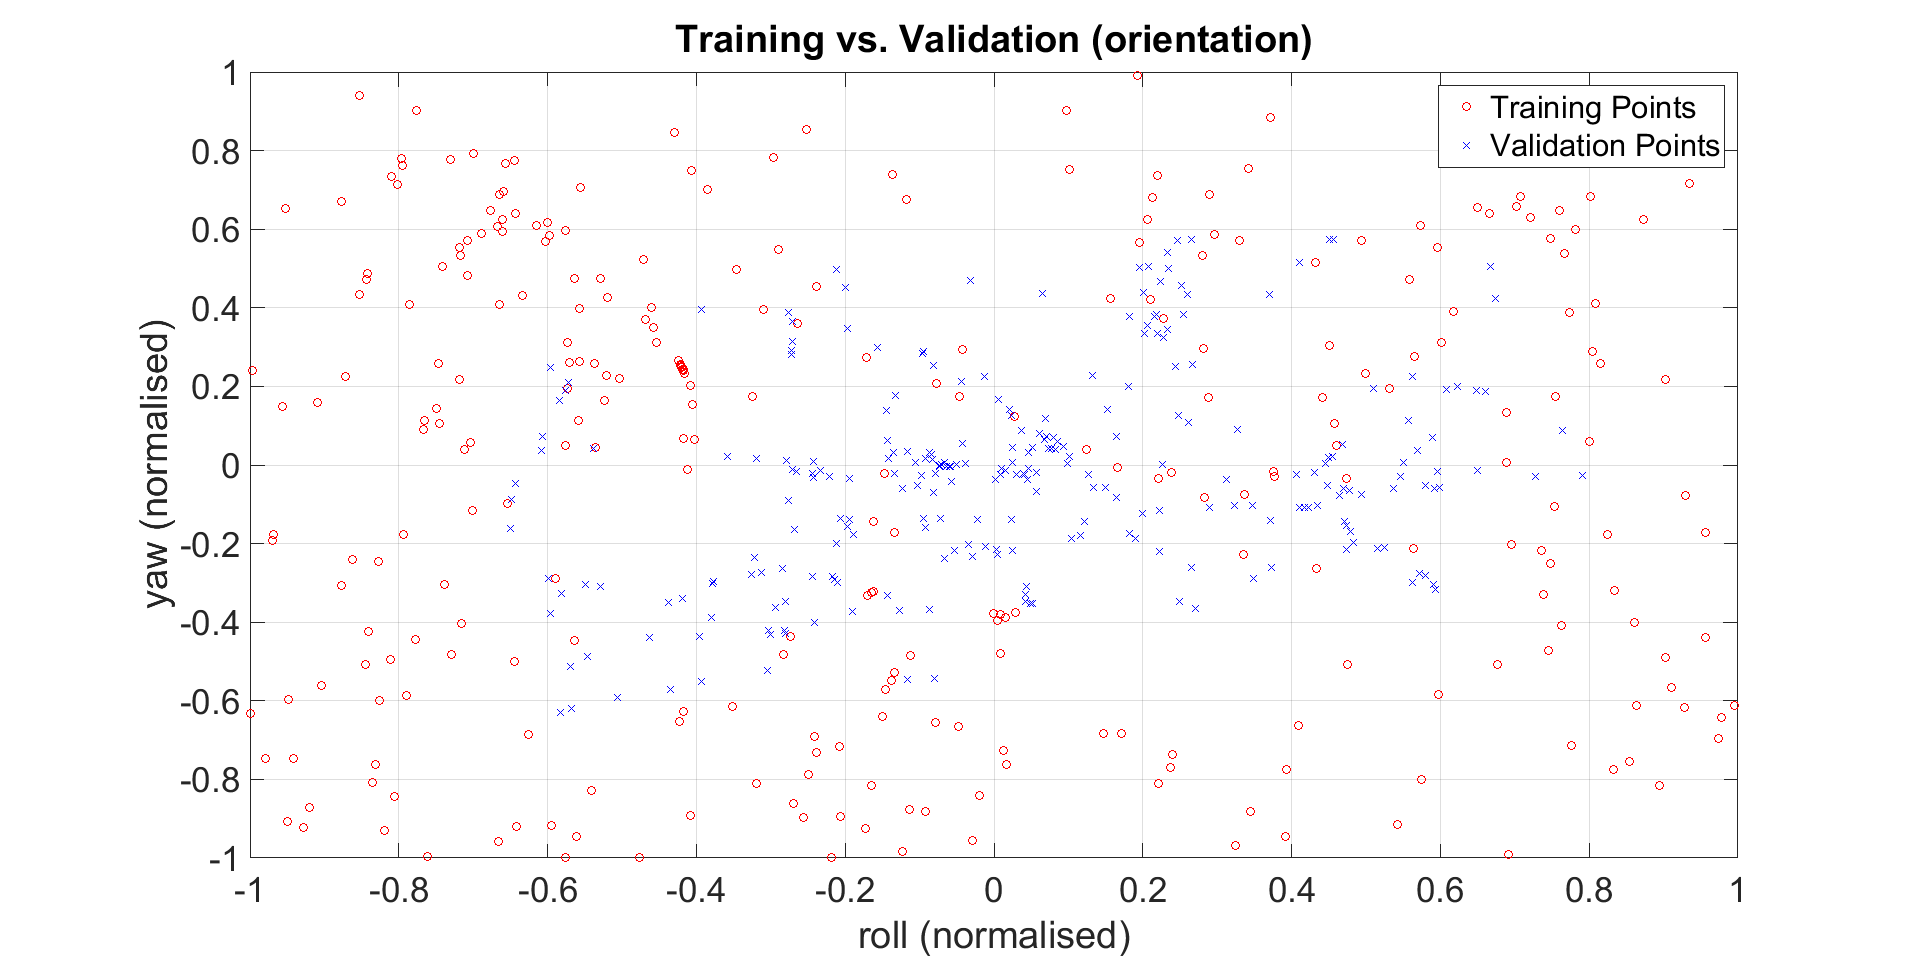 Training vs. Validation (orientation)
Training Points
Validation Points
1
0.8
0.6
0.4
0.2
0
-0.2
-0.4
-0.6
-0.8
-1
yaw (normalised)
-1 -0.8 -0.6 -0.4 -0.2 0 0.2 0.4 0.6 0.8 1
roll (normalised)